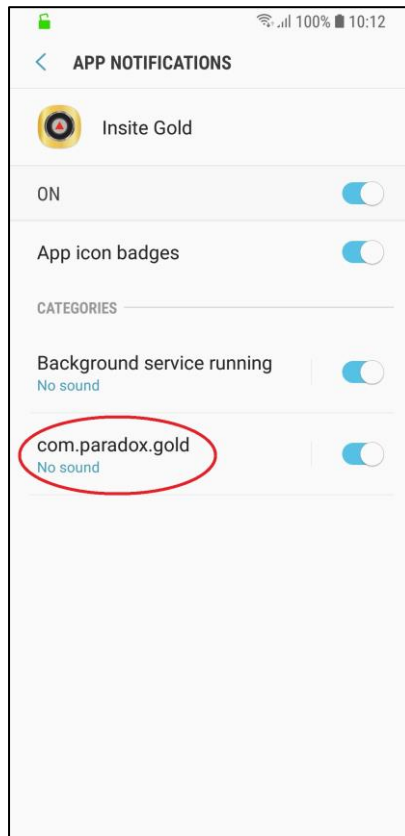 100% 10:12
APP NOTIFICATIONS
Insite Gold
ON
App icon badges
CATEGORIES
Background service running
No sound
com.paradox.gold
No sound